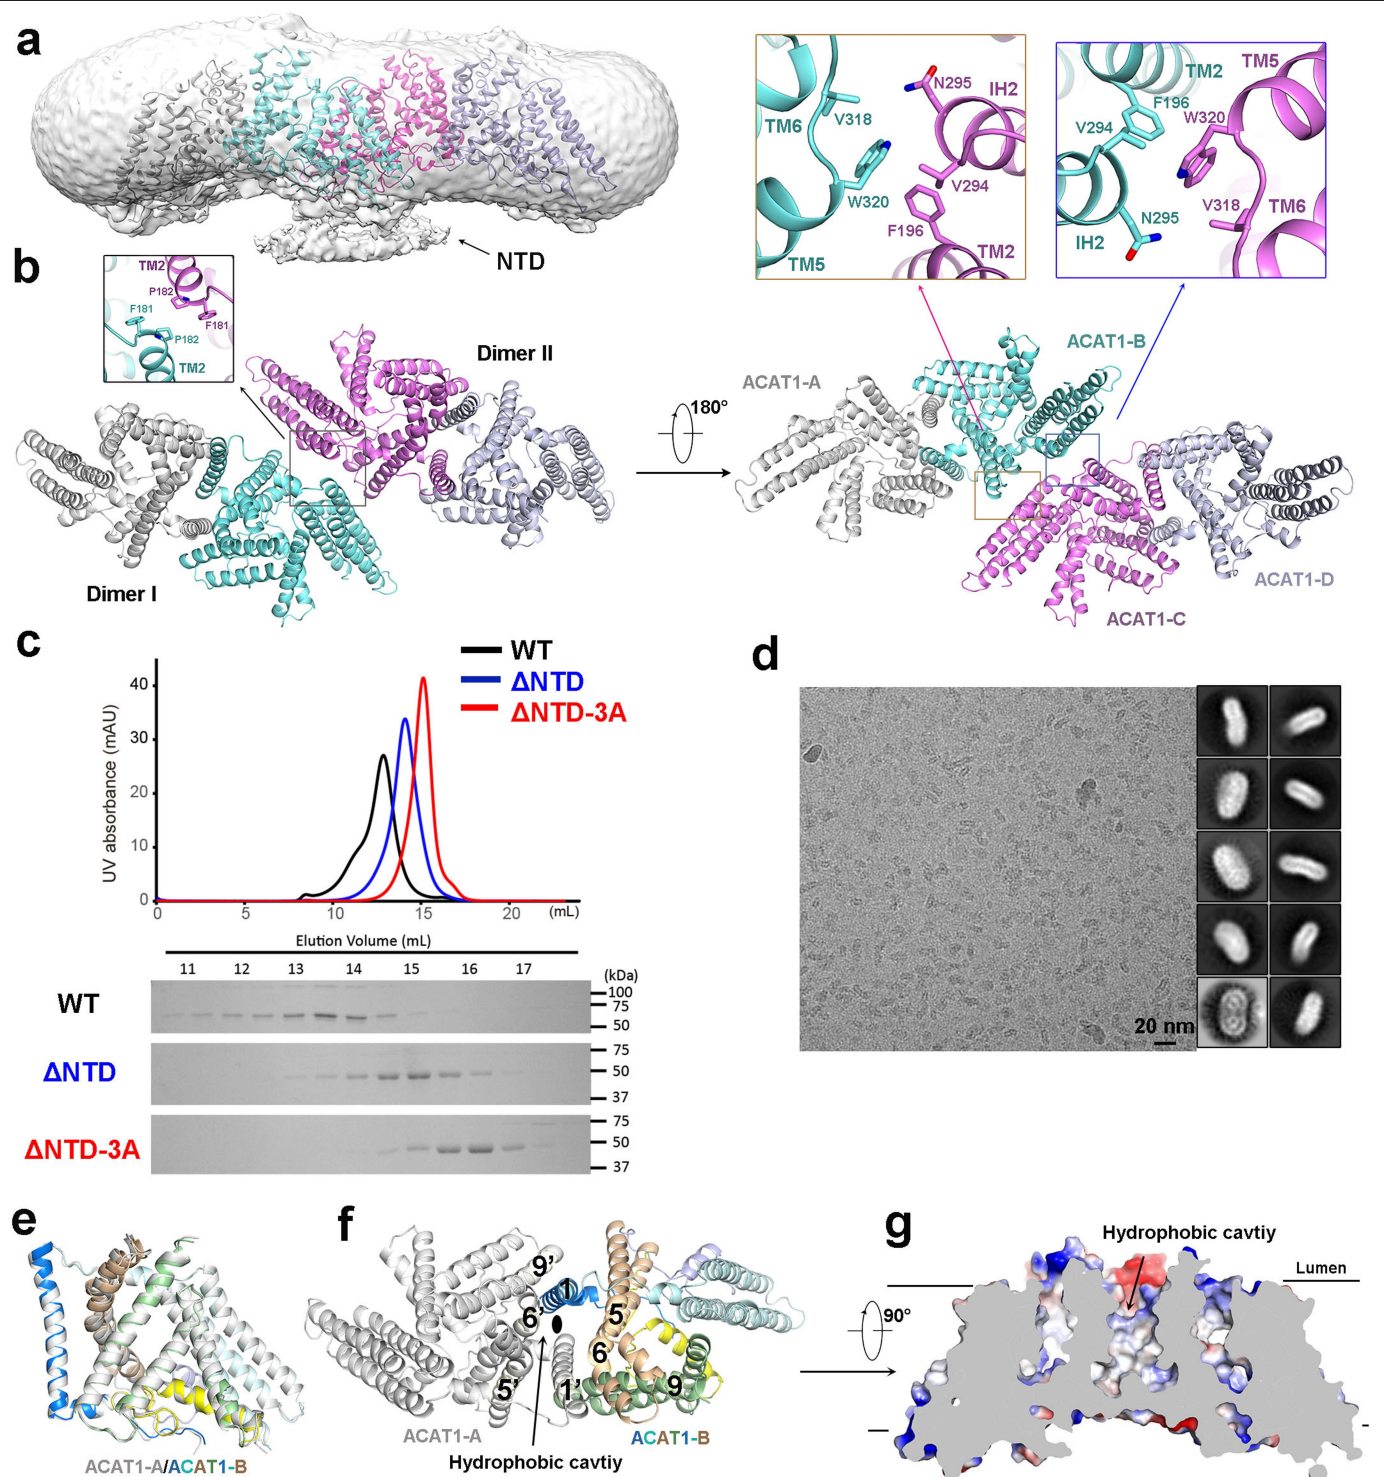 a
NTD
N295
IH2
V318
TM6
W320
V294
F196
TM5
TM2
TM5
TM2
F196
V294
W320
N295
V318
TM6
IH2
b
TM2
P182
F181
F181
P182
TM2
Dimer II
Dimer I
180°
ACAT1-A
ACAT1-B
ACAT1-C
ACAT1-D
c
WT
ΔNTD
ΔNTD-3A
UV absorbance (mAU)
40
30
20
10
0
0 5 10 15 20 (mL)
Elution Volume (mL)
11 12 13 14 15 16 17
(kDa)
WT
100
75
50
ΔNTD
75
50
37
ΔNTD-3A
75
50
37
d
20 nm
e
ACAT1-A/ACAT1-B
f
9’
1
6’
5
6
5’
1’
9
ACAT1-A
ACAT1-B
Hydrophobic cavtiy
g
Hydrophobic cavtiy
Lumen
90°